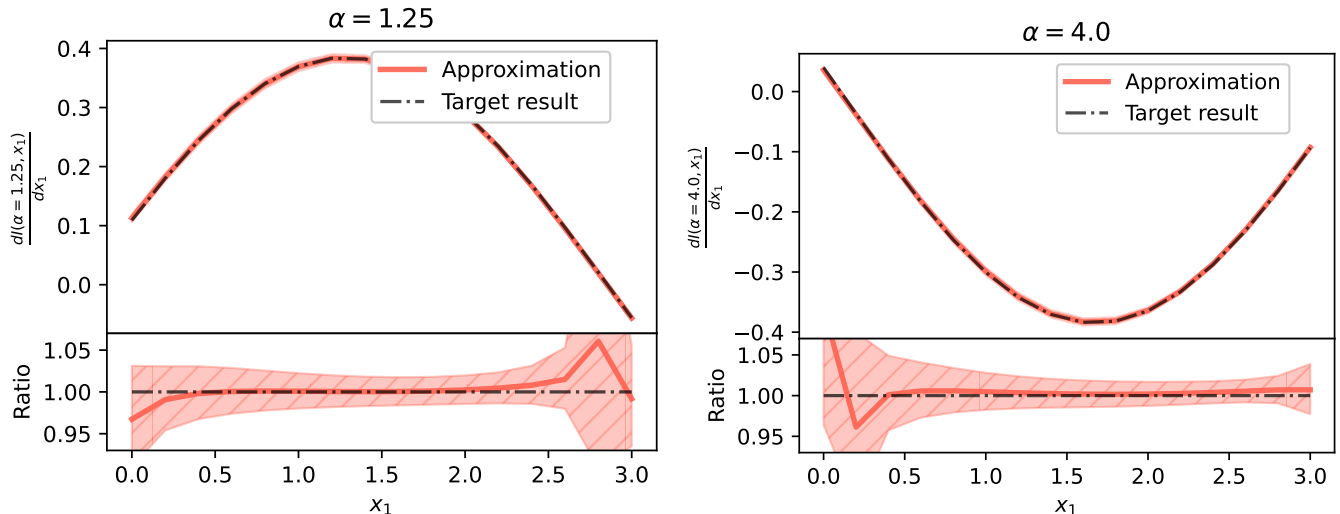 α = 1.25
0.4
0.3
0.2
0.1
0.0
dI(α = 1.25, x₁)
dx₁
Approximation
Target result
1.05
1.00
0.95
Ratio
0.0 0.5 1.0 1.5 2.0 2.5 3.0
x₁
α = 4.0
0.0
−0.1
−0.2
−0.3
−0.4
dI(α = 4.0, x₁)
dx₁
Approximation
Target result
1.05
1.00
0.95
Ratio
0.0 0.5 1.0 1.5 2.0 2.5 3.0
x₁